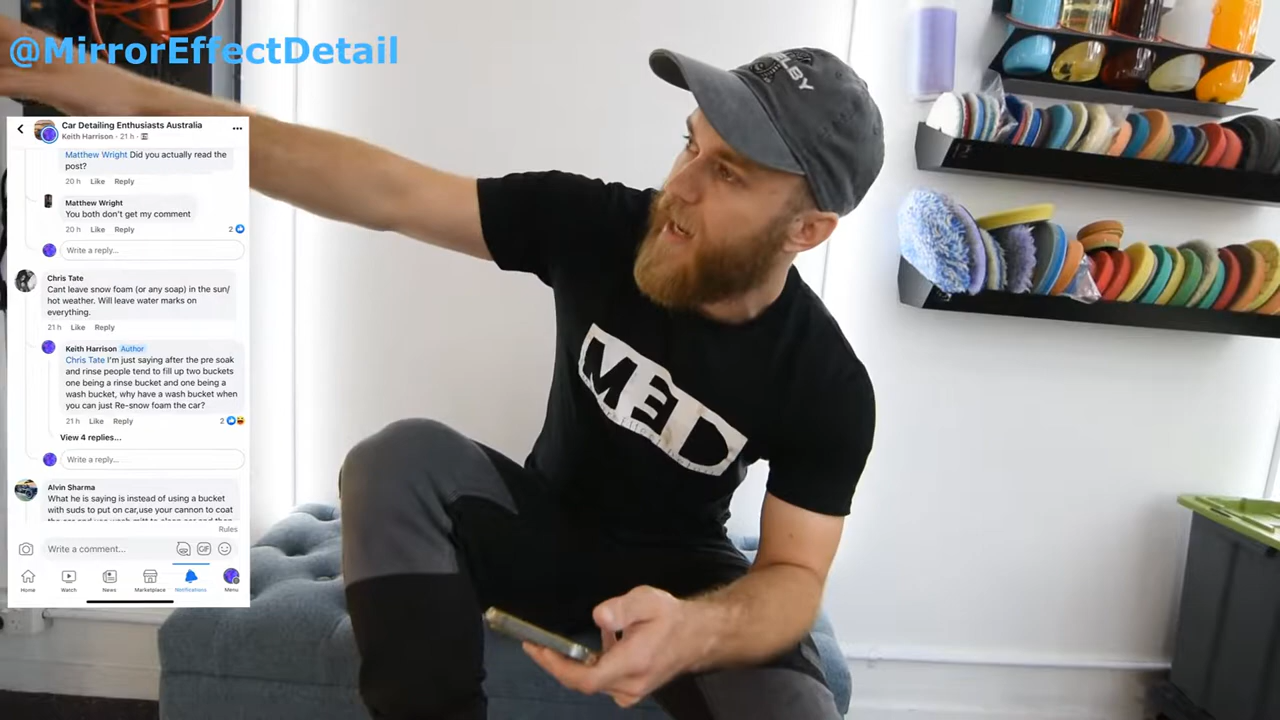 @MirrorEffectDetail
Car Detailing Enthusiasts Australia
Keith Harrison · 21 h ·
Matthew Wright Did you actually read the
post?
20 h Like Reply
Matthew Wright
You both don't get my comment
20 h Like Reply 2
Write a reply...
Chris Tate
Cant leave snow foam (or any soap) in the sun/
hot weather. Will leave water marks on
everything.
21 h Like Reply
Keith Harrison Author
Chris Tate I'm just saying after the pre soak
and rinse people tend to fill up two buckets
one being a rinse bucket and one being a
wash bucket, why have a wash bucket when
you can just Re-snow foam the car?
21 h Like Reply 2
View 4 replies...
Write a reply...
Alvin Sharma
What he is saying is instead of using a bucket
with suds to put on car,use your cannon to coat
Rules
Write a comment...
GIF
Home Watch News Marketplace Notifications Menu
MED